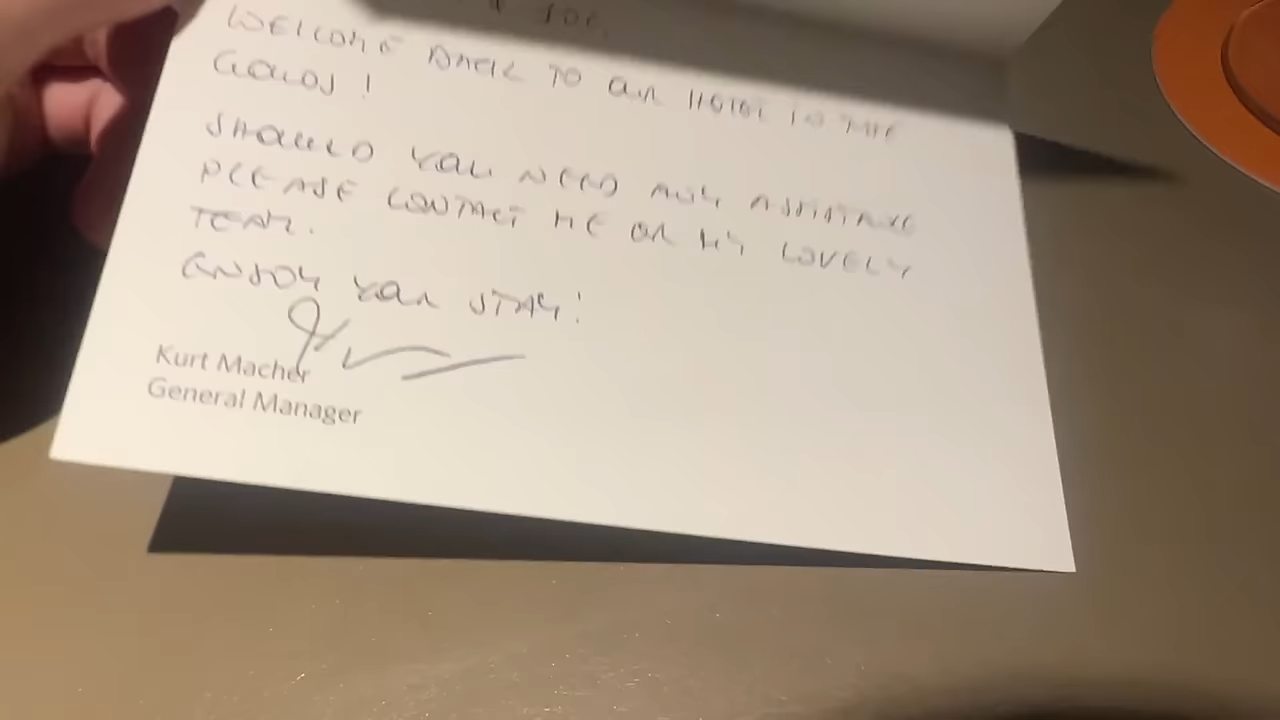 & JOE,
WELCOME BACK TO OUR HOTEL IN THE
CLOUDS!
SHOULD YOU NEED ANY ASSISTANCE
PLEASE CONTACT ME OR MY LOVELY
TEAM.
ENJOY YOUR STAY!
Kurt Macher
General Manager